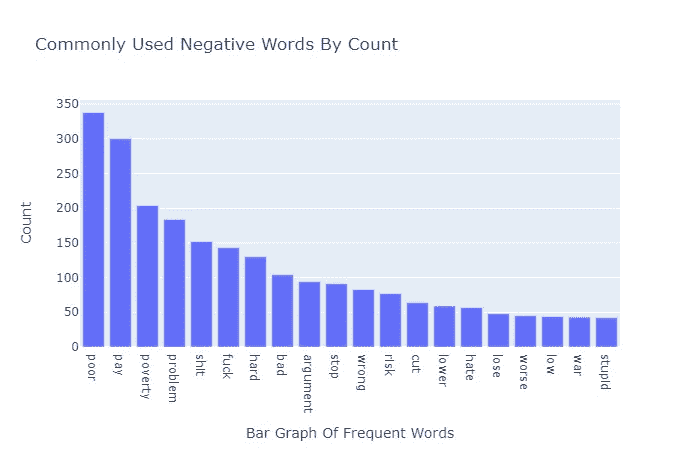 Commonly Used Negative Words By Count
350
300
250
200
150
100
50
0
Count
poor
pay
poverty
problem
shit
fuck
hard
bad
argument
stop
wrong
risk
cut
lower
hate
lose
worse
low
war
stupid
Bar Graph Of Frequent Words